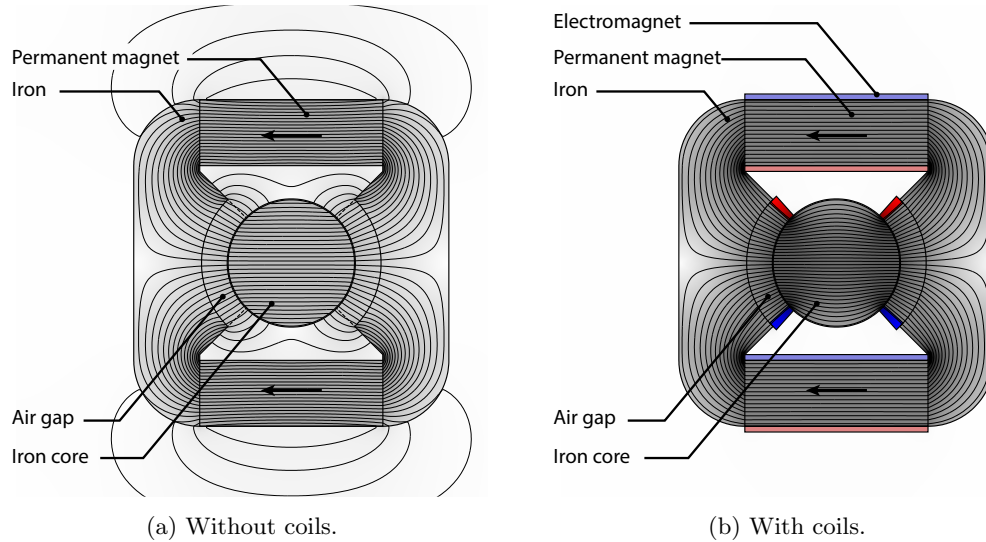 Permanent magnet
Iron
Air gap
Iron core
(a) Without coils.
Electromagnet
Permanent magnet
Iron
Air gap
Iron core
(b) With coils.